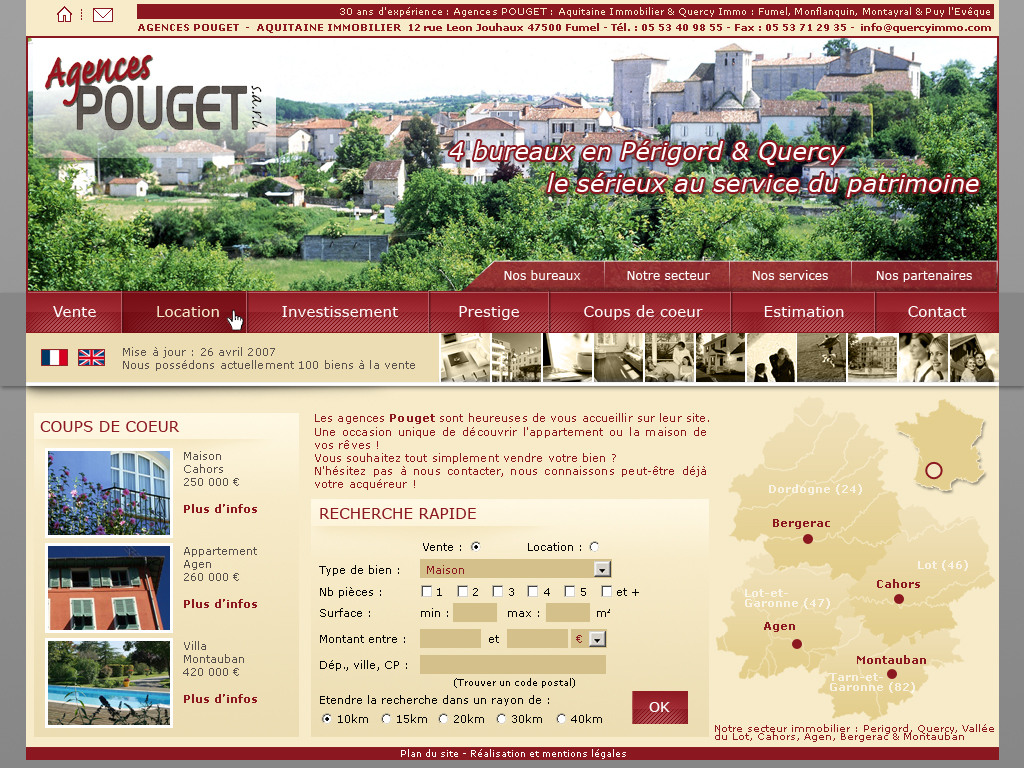 30 ans d'expérience : Agences POUGET : Aquitaine Immobilier & Quercy Immo : Fumel, Monflanquin, Montayral & Puy l'Evêque
AGENCES POUGET - AQUITAINE IMMOBILIER 12 rue Leon Jouhaux 47500 Fumel - Tél. : 05 53 40 98 55 - Fax : 05 53 71 29 35 - info@quercyimmo.com
Agences
POUGET
s.a.r.l.
4 bureaux en Périgord & Quercy
le sérieux au service du patrimoine
Nos bureaux Notre secteur Nos services Nos partenaires
Vente Location Investissement Prestige Coups de coeur Estimation Contact
Mise à jour : 26 avril 2007
Nous possédons actuellement 100 biens à la vente
COUPS DE COEUR
Maison
Cahors
250 000 €
Plus d'infos
Appartement
Agen
260 000 €
Plus d'infos
Villa
Montauban
420 000 €
Plus d'infos
Les agences Pouget sont heureuses de vous accueillir sur leur site.
Une occasion unique de découvrir l'appartement ou la maison de
vos rêves !
Vous souhaitez tout simplement vendre votre bien ?
N'hésitez pas à nous contacter, nous connaissons peut-être déjà
votre acquéreur !
RECHERCHE RAPIDE
Vente : Location :
Type de bien : Maison
Nb pièces : 1 2 3 4 5 et +
Surface : min : max : m²
Montant entre : et €
Dép., ville, CP :
(Trouver un code postal)
Etendre la recherche dans un rayon de :
10km 15km 20km 30km 40km
OK
Dordogne (24)
Bergerac
Lot (46)
Cahors
Lot-et-
Garonne (47)
Agen
Montauban
Tarn-et-
Garonne (82)
Notre secteur immobilier : Perigord, Quercy, Vallée
du Lot, Cahors, Agen, Bergerac & Montauban
Plan du site - Réalisation et mentions légales